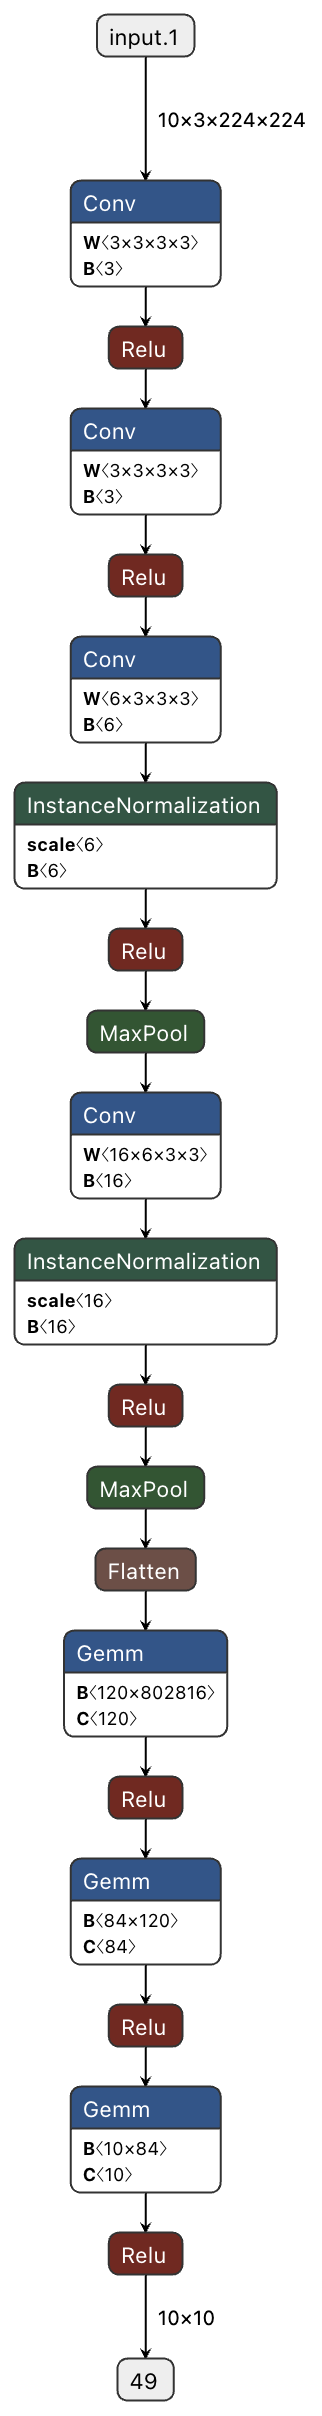 input.1
10×3×224×224
Conv
W⟨3×3×3×3⟩
B⟨3⟩
Relu
Conv
W⟨3×3×3×3⟩
B⟨3⟩
Relu
Conv
W⟨6×3×3×3⟩
B⟨6⟩
InstanceNormalization
scale⟨6⟩
B⟨6⟩
Relu
MaxPool
Conv
W⟨16×6×3×3⟩
B⟨16⟩
InstanceNormalization
scale⟨16⟩
B⟨16⟩
Relu
MaxPool
Flatten
Gemm
B⟨120×802816⟩
C⟨120⟩
Relu
Gemm
B⟨84×120⟩
C⟨84⟩
Relu
Gemm
B⟨10×84⟩
C⟨10⟩
Relu
10×10
49